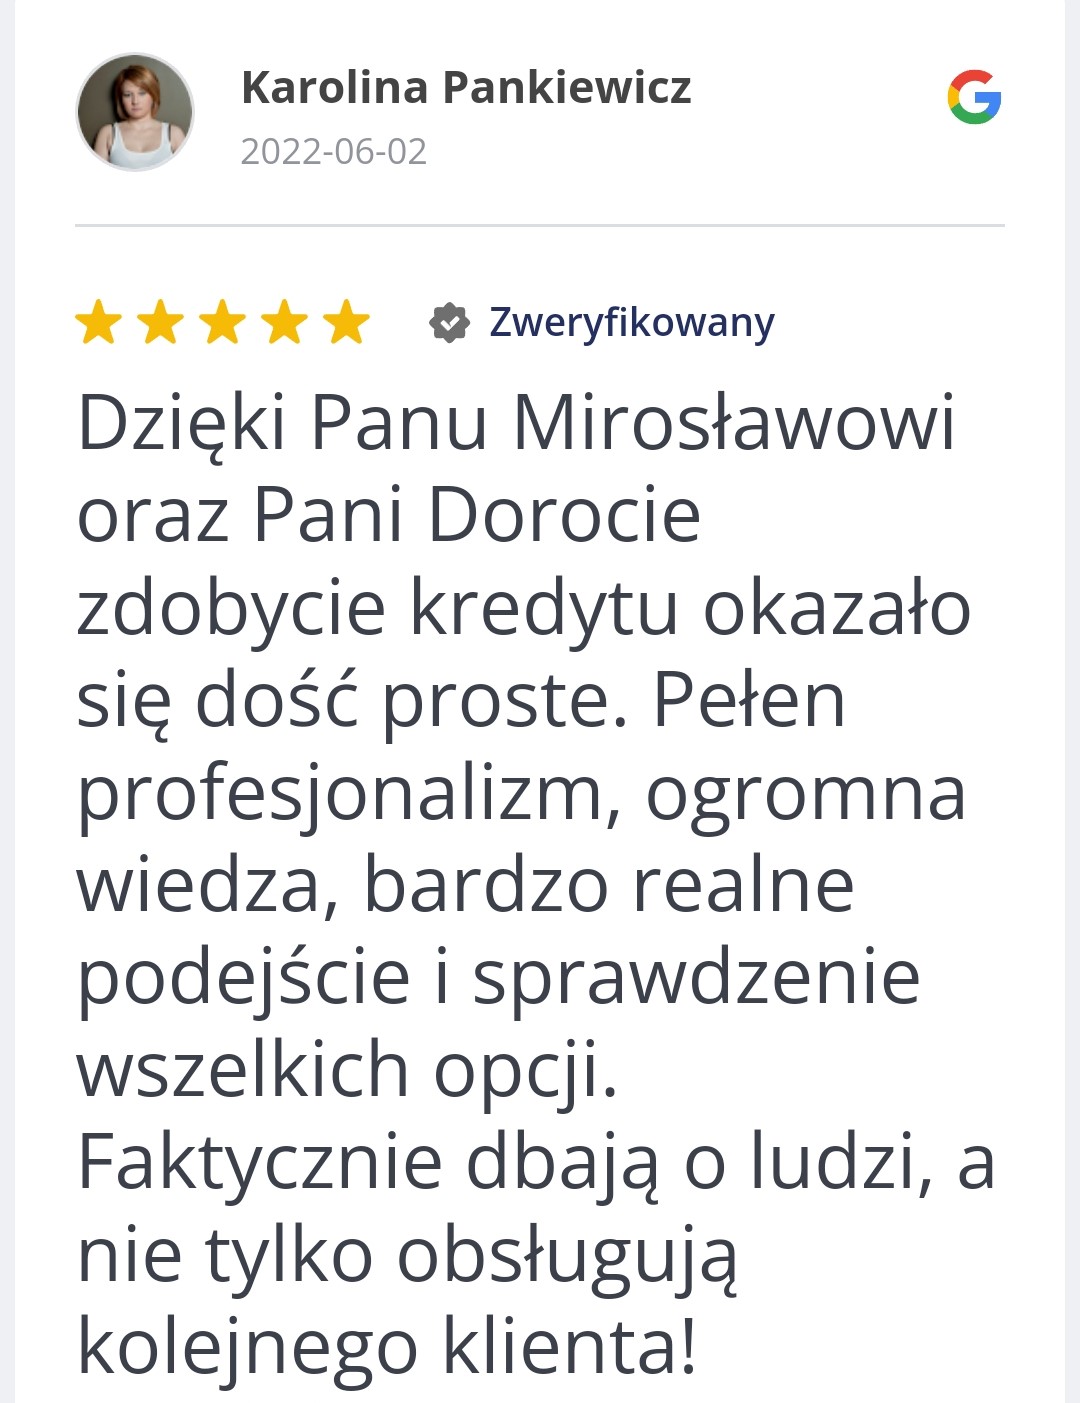 Karolina Pankiewicz
2022-06-02
Zweryfikowany
Dzięki Panu Mirosławowi
oraz Pani Dorocie
zdobycie kredytu okazało
się dość proste. Pełen
profesjonalizm, ogromna
wiedza, bardzo realne
podejście i sprawdzenie
wszelkich opcji.
Faktycznie dbają o ludzi, a
nie tylko obsługują
kolejnego klienta!